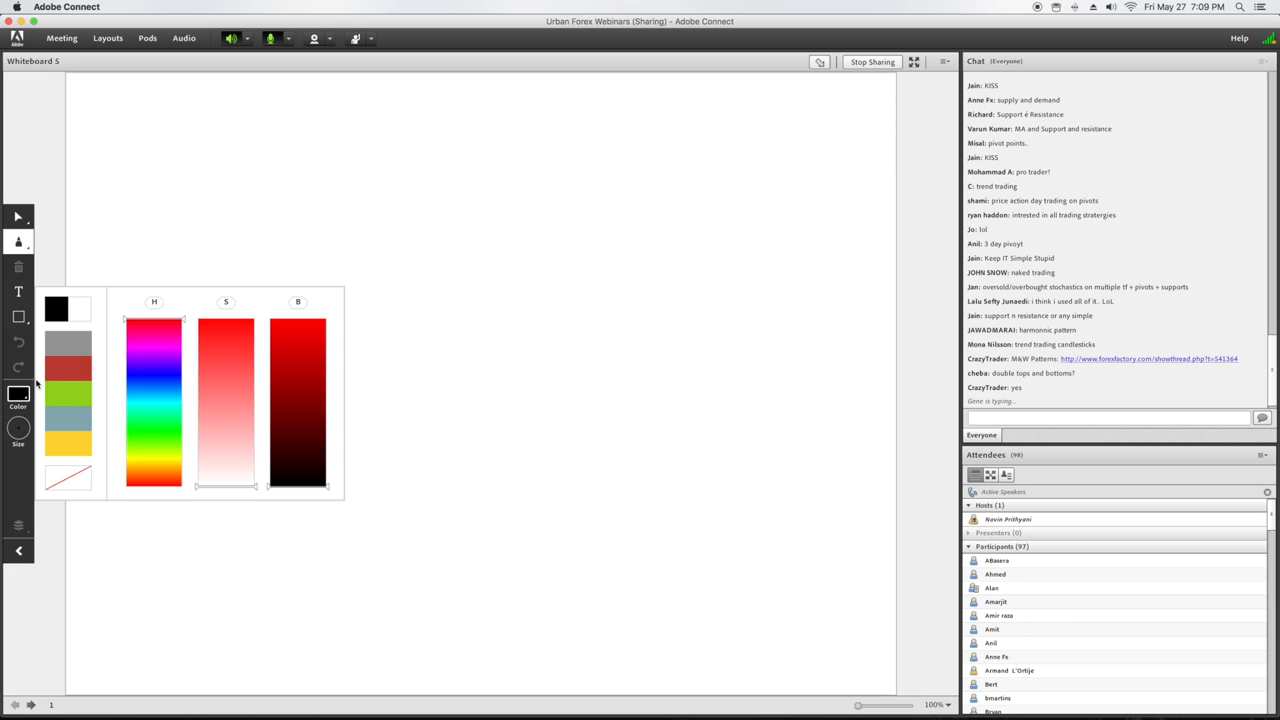 Adobe Connect
Fri May 27 7:09 PM
Urban Forex Webinars (Sharing) - Adobe Connect
Adobe
Meeting
Layouts
Pods
Audio
Help
Whiteboard 5
Stop Sharing
H
S
B
Color
Size
1
100%
Chat (Everyone)
Jain: KISS
Anne Fx: supply and demand
Richard: Support é Resistance
Varun Kumar: MA and Support and resistance
Misal: pivot points..
Jain: KISS
Mohammad A: pro trader!
C: trend trading
shami: price action day trading on pivots
ryan haddon: intrested in all trading stratergies
Jo: lol
Anil: 3 day pivoyt
Jain: Keep IT Simple Stupid
JOHN SNOW: naked trading
Jan: oversold/overbought stochastics on multiple tf + pivots + supports
Lalu Sefty Junaedi: i think i used all of it.. LoL
Jain: support n resistance or any simple
JAWADMARAI: harmonnic pattern
Mona Nilsson: trend trading candlesticks
CrazyTrader: M&W Patterns: http://www.forexfactory.com/showthread.php?t=541364
cheba: double tops and bottoms?
CrazyTrader: yes
Gene is typing...
Everyone
Attendees (98)
Active Speakers
Hosts (1)
Navin Prithyani
Presenters (0)
Participants (97)
ABasera
Ahmed
Alan
Amarjit
Amir raza
Amit
Anil
Anne Fx
Armand L'Ortije
Bert
bmartins
Bryan